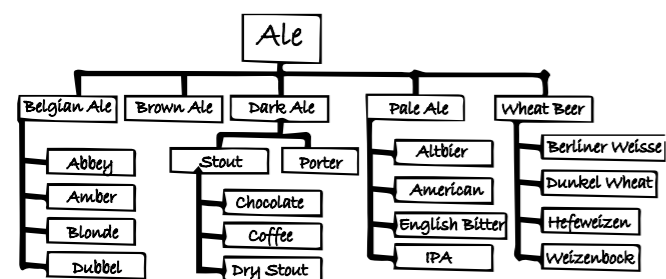 Ale
Belgian Ale
Brown Ale
Dark Ale
Pale Ale
Wheat Beer
Abbey
Amber
Blonde
Dubbel
Stout
Porter
Chocolate
Coffee
Dry Stout
Altbier
American
English Bitter
IPA
Berliner Weisse
Dunkel Wheat
Hefeweizen
Weizenbock